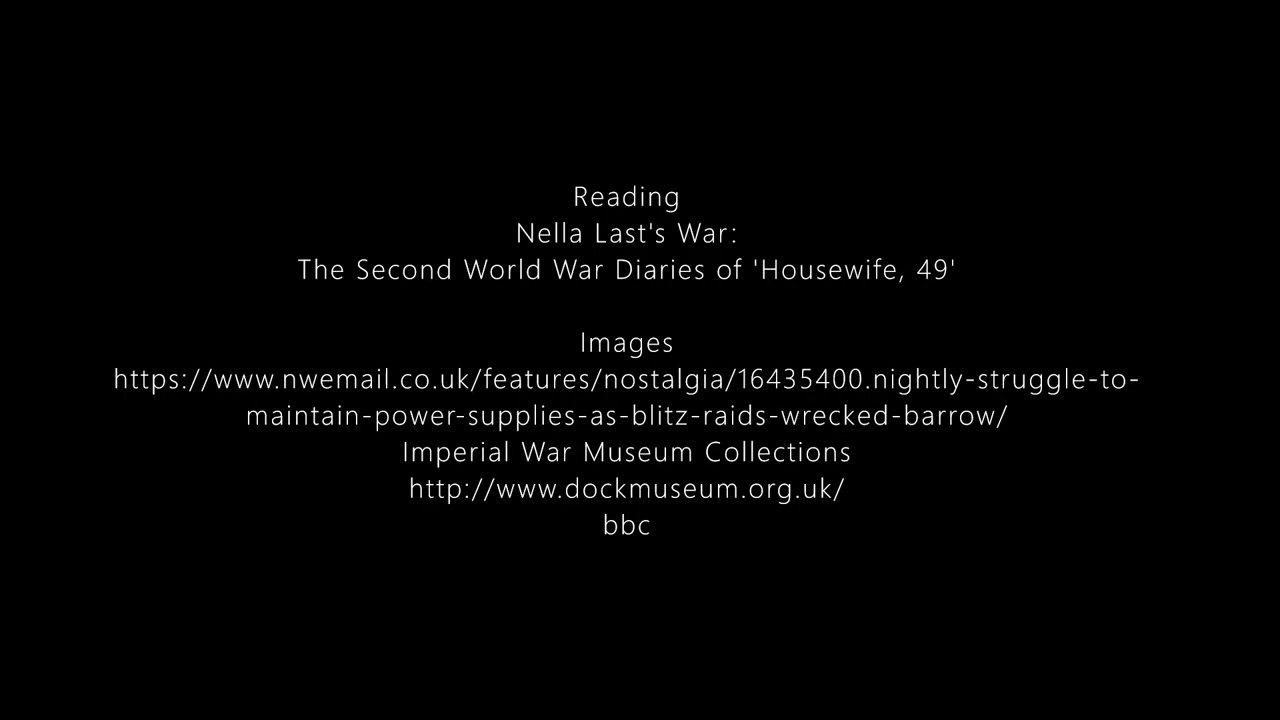 Reading
Nella Last's War:
The Second World War Diaries of 'Housewife, 49'
Images
https://www.nwemail.co.uk/features/nostalgia/16435400.nightly-struggle-to-
maintain-power-supplies-as-blitz-raids-wrecked-barrow/
Imperial War Museum Collections
http://www.dockmuseum.org.uk/
bbc